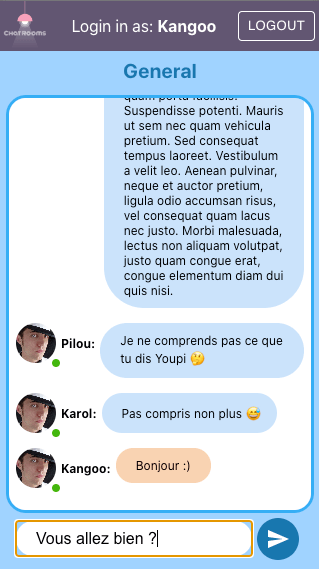 CHATROOMS
Login in as: Kangoo
LOGOUT
General
quam porta facilisis.
Suspendisse potenti. Mauris
ut sem nec quam vehicula
pretium. Sed consequat
tempus laoreet. Vestibulum
a velit leo. Aenean pulvinar,
neque et auctor pretium,
ligula odio accumsan risus,
vel consequat quam lacus
nec justo. Morbi malesuada,
lectus non aliquam volutpat,
justo quam congue erat,
congue elementum diam dui
quis nisi.
Pilou:
Je ne comprends pas ce que
tu dis Youpi 🤔
Karol:
Pas compris non plus 😅
Kangoo:
Bonjour :)
Vous allez bien ?